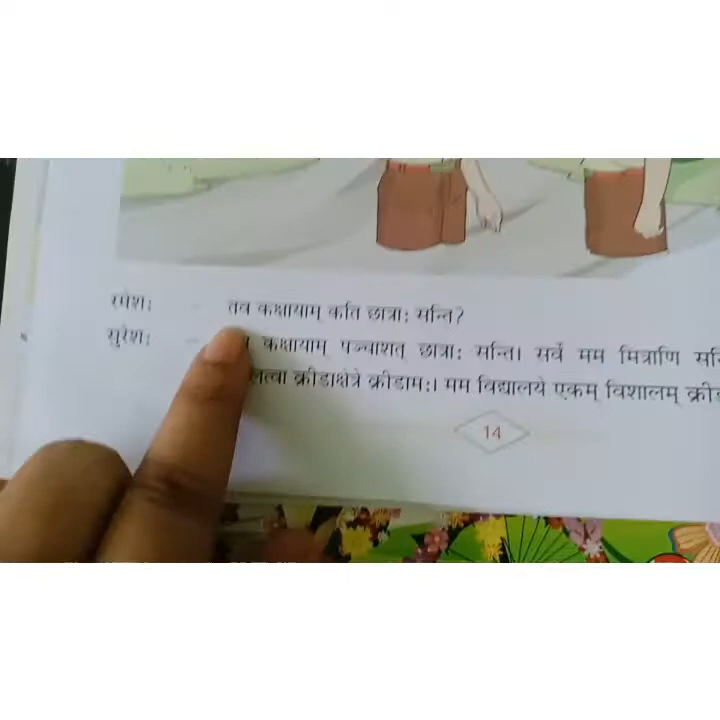 रमेशः - तव कक्षायाम् कति छात्राः सन्ति?
सुरेशः - कक्षायाम् पञ्चाशत् छात्राः सन्ति। सर्वे मम मित्राणि
क्रीडाक्षेत्रे क्रीडामः। मम विद्यालये एकम् विशालम्
14